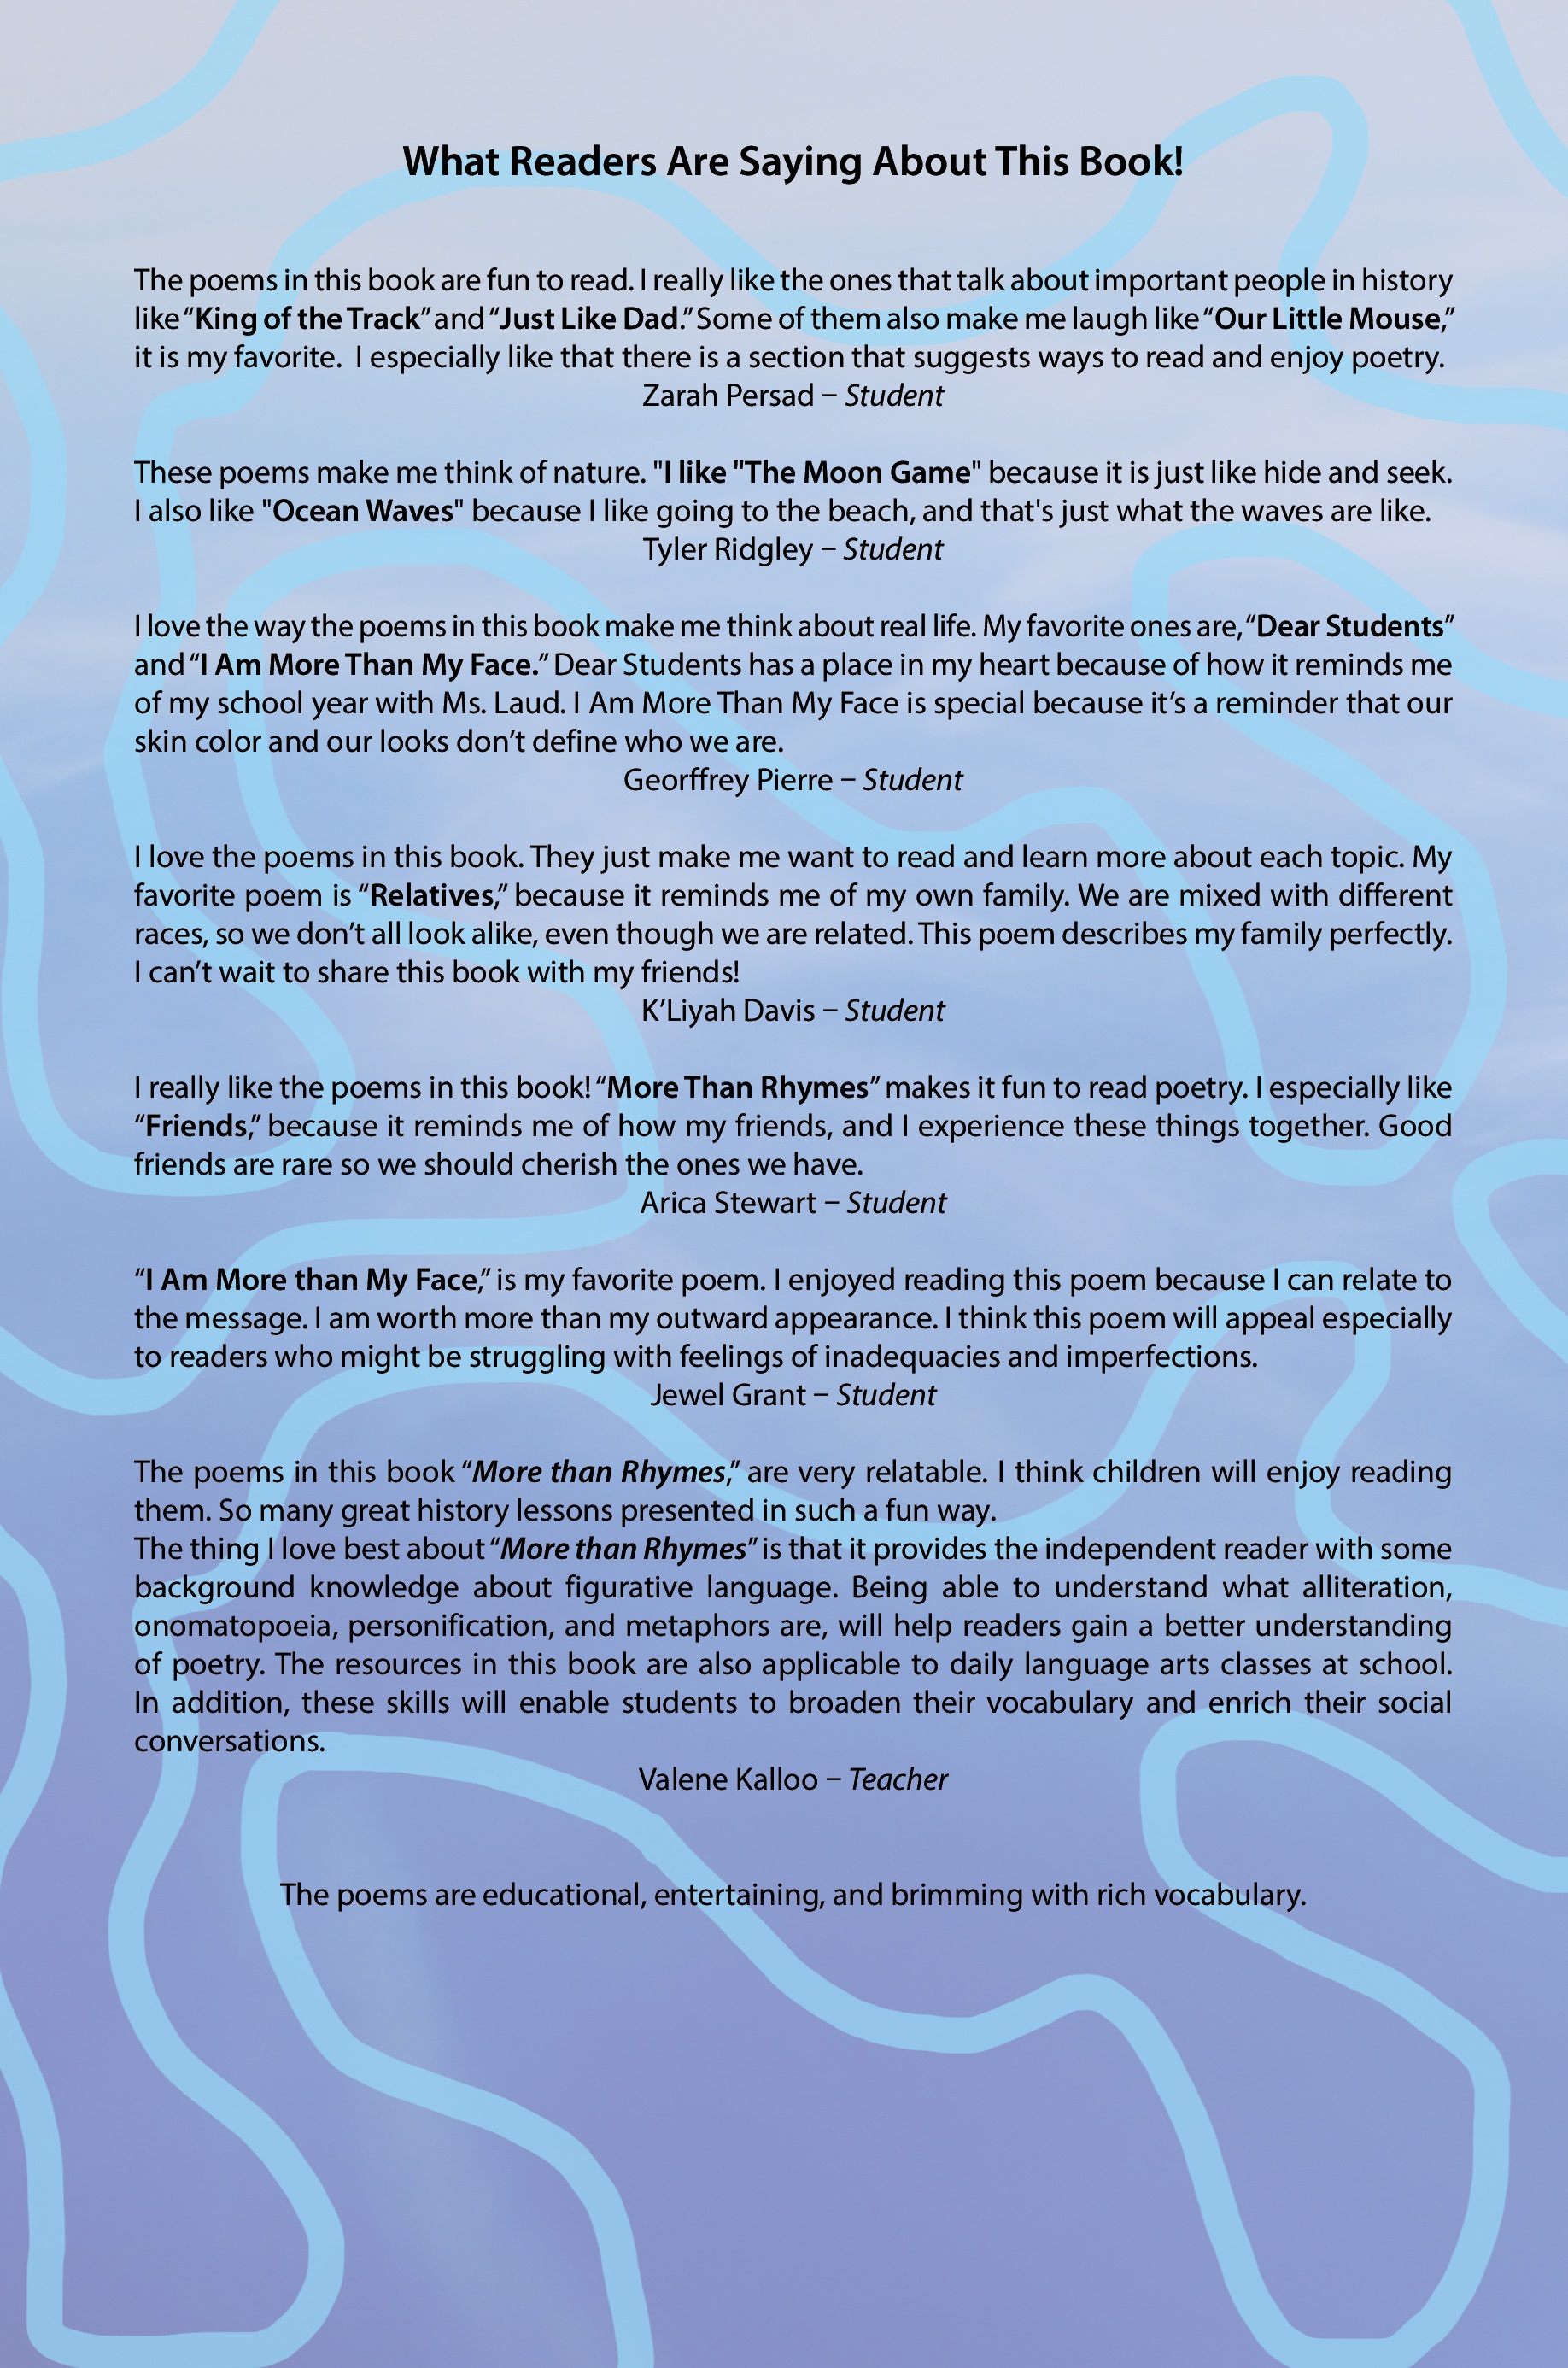 What Readers Are Saying About This Book!
The poems in this book are fun to read. I really like the ones that talk about important people in history
like “King of the Track” and “Just Like Dad.” Some of them also make me laugh like “Our Little Mouse,”
it is my favorite.  I especially like that there is a section that suggests ways to read and enjoy poetry.
Zarah Persad – Student
These poems make me think of nature. "I like "The Moon Game" because it is just like hide and seek.
I also like "Ocean Waves" because I like going to the beach, and that's just what the waves are like.
Tyler Ridgley – Student
I love the way the poems in this book make me think about real life. My favorite ones are, “Dear Students”
and “I Am More Than My Face.” Dear Students has a place in my heart because of how it reminds me
of my school year with Ms. Laud. I Am More Than My Face is special because it’s a reminder that our
skin color and our looks don’t define who we are.
Georffrey Pierre – Student
I love the poems in this book. They just make me want to read and learn more about each topic. My
favorite poem is “Relatives,” because it reminds me of my own family. We are mixed with different
races, so we don’t all look alike, even though we are related. This poem describes my family perfectly.
I can’t wait to share this book with my friends!
K’Liyah Davis – Student
I really like the poems in this book! “More Than Rhymes” makes it fun to read poetry. I especially like
“Friends,” because it reminds me of how my friends, and I experience these things together. Good
friends are rare so we should cherish the ones we have.
Arica Stewart – Student
“I Am More than My Face,” is my favorite poem. I enjoyed reading this poem because I can relate to
the message. I am worth more than my outward appearance. I think this poem will appeal especially
to readers who might be struggling with feelings of inadequacies and imperfections.
Jewel Grant – Student
The poems in this book “More than Rhymes,” are very relatable. I think children will enjoy reading
them. So many great history lessons presented in such a fun way.
The thing I love best about “More than Rhymes” is that it provides the independent reader with some
background knowledge about figurative language. Being able to understand what alliteration,
onomatopoeia, personification, and metaphors are, will help readers gain a better understanding
of poetry. The resources in this book are also applicable to daily language arts classes at school.
In addition, these skills will enable students to broaden their vocabulary and enrich their social
conversations.
Valene Kalloo – Teacher
The poems are educational, entertaining, and brimming with rich vocabulary.